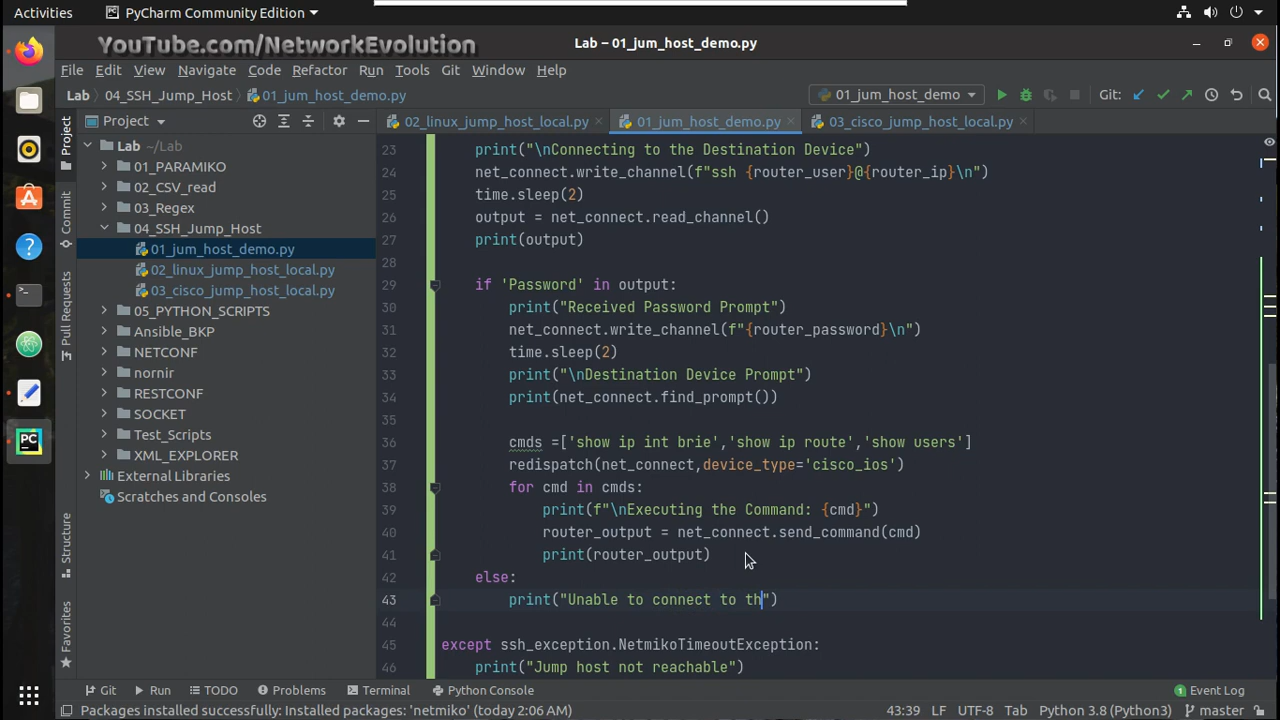 Activities
PyCharm Community Edition
YouTube.com/NetworkEvolution
Lab – 01_jum_host_demo.py
File Edit View Navigate Code Refactor Run Tools Git Window Help
Lab 04_SSH_Jump_Host 01_jum_host_demo.py 01_jum_host_demo Git:
Project
02_linux_jump_host_local.py 01_jum_host_demo.py 03_cisco_jump_host_local.py
Lab ~/Lab
01_PARAMIKO
02_CSV_read
03_Regex
04_SSH_Jump_Host
01_jum_host_demo.py
02_linux_jump_host_local.py
03_cisco_jump_host_local.py
05_PYTHON_SCRIPTS
Ansible_BKP
NETCONF
nornir
RESTCONF
SOCKET
Test_Scripts
XML_EXPLORER
External Libraries
Scratches and Consoles
Project
Commit
Pull Requests
Structure
Favorites
23 print("\nConnecting to the Destination Device")
24 net_connect.write_channel(f"ssh {router_user}@{router_ip}\n")
25 time.sleep(2)
26 output = net_connect.read_channel()
27 print(output)
28
29 if 'Password' in output:
30 print("Received Password Prompt")
31 net_connect.write_channel(f"{router_password}\n")
32 time.sleep(2)
33 print("\nDestination Device Prompt")
34 print(net_connect.find_prompt())
35
36 cmds =['show ip int brie','show ip route','show users']
37 redispatch(net_connect,device_type='cisco_ios')
38 for cmd in cmds:
39 print(f"\nExecuting the Command: {cmd}")
40 router_output = net_connect.send_command(cmd)
41 print(router_output)
42 else:
43 print("Unable to connect to th")
44
45 except ssh_exception.NetmikoTimeoutException:
46 print("Jump host not reachable")
Git Run TODO Problems Terminal Python Console 1 Event Log
Packages installed successfully: Installed packages: 'netmiko' (today 2:06 AM) 43:39 LF UTF-8 Tab Python 3.8 (Python3) master
PC